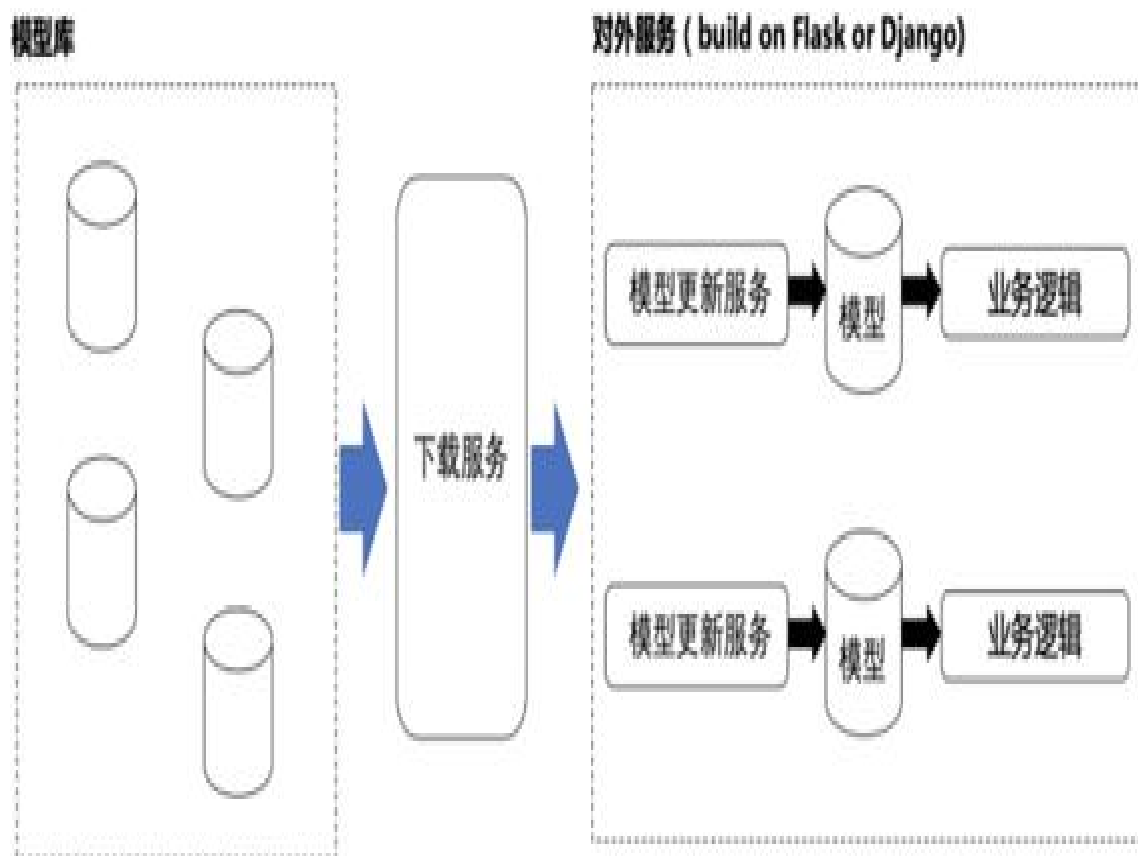 模型库
对外服务 ( build on Flask or Django)
模型更新服务
模型
业务逻辑
下载服务
模型更新服务
模型
业务逻辑